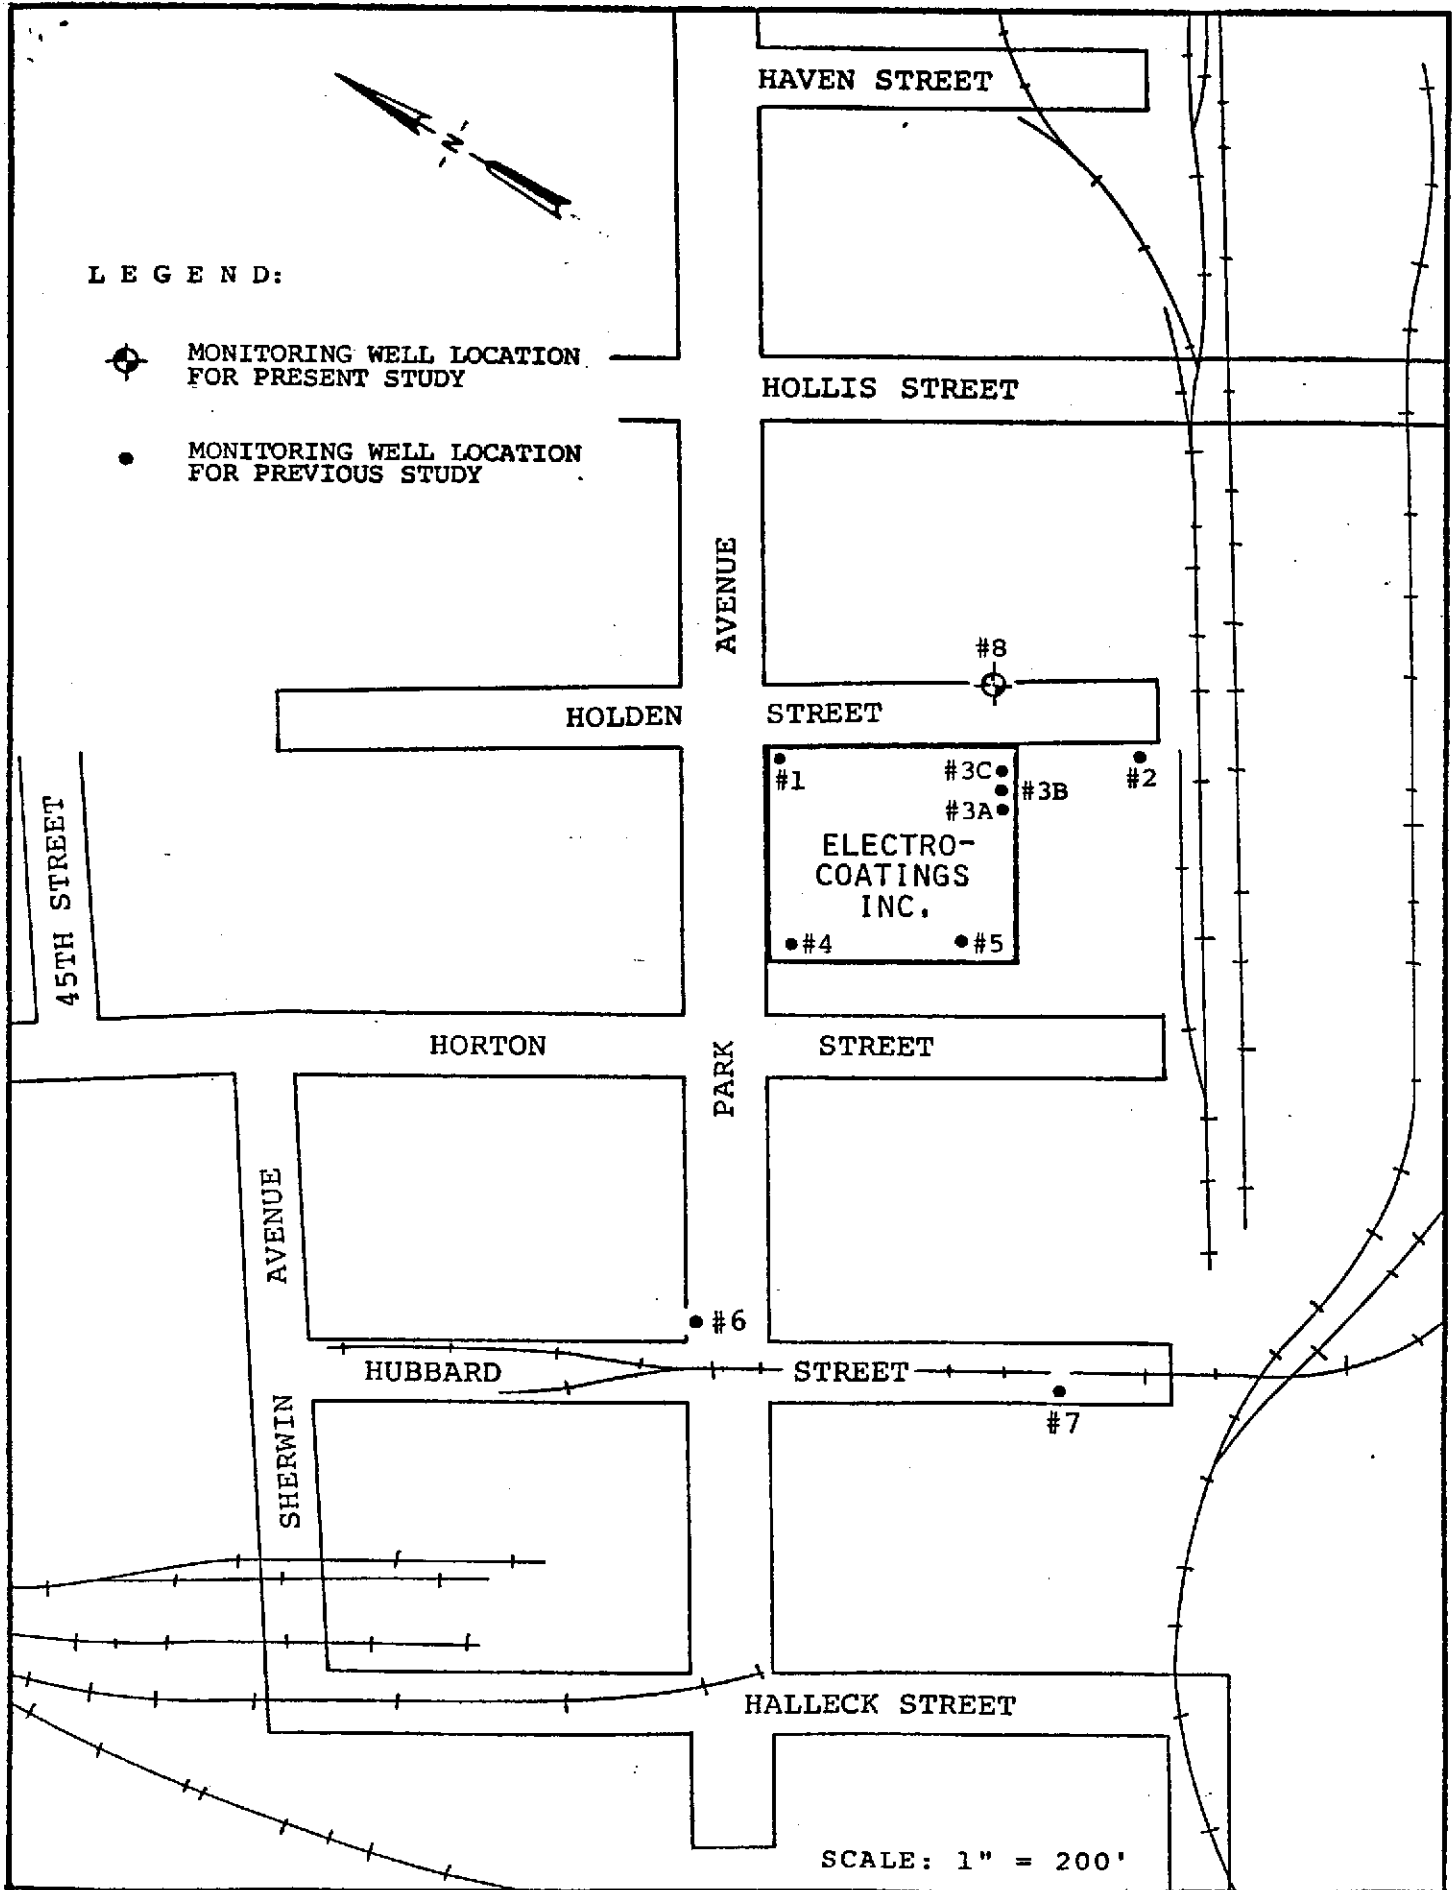 HAVEN STREET
N
L E G E N D:
MONITORING WELL LOCATION
FOR PRESENT STUDY
HOLLIS STREET
MONITORING WELL LOCATION
FOR PREVIOUS STUDY
AVENUE
#8
HOLDEN STREET
#1
#3C
#2
#3B
#3A
45TH STREET
ELECTRO-
COATINGS
INC.
#4
#5
HORTON STREET
PARK
AVENUE
#6
HUBBARD STREET
#7
SHERWIN
HALLECK STREET
SCALE: 1" = 200'